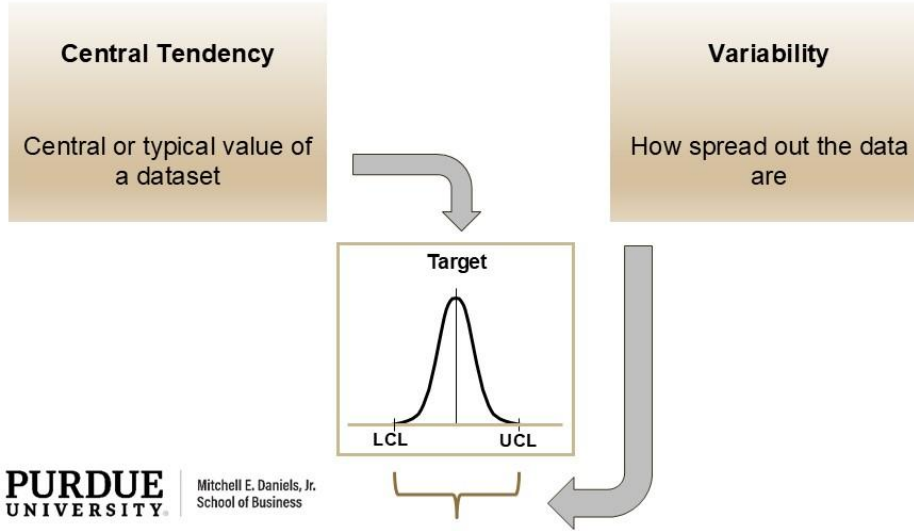 Central Tendency
Central or typical value of
a dataset
Variability
How spread out the data
are
Target
LCL
UCL
PURDUE
UNIVERSITY.
Mitchell E. Daniels, Jr.
School of Business